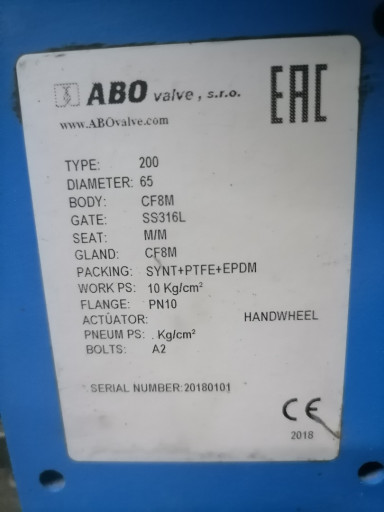 ABO valve, s.r.o.
EAC
www.ABOvalve.com
TYPE: 200
DIAMETER: 65
BODY: CF8M
GATE: SS316L
SEAT: M/M
GLAND: CF8M
PACKING: SYNT+PTFE+EPDM
WORK PS: 10 Kg/cm²
FLANGE: PN10
ACTÜATOR: HANDWHEEL
PNEUM PS: . Kg/cm²
BOLTS: A2
SERIAL NUMBER:20180101
CE
2018